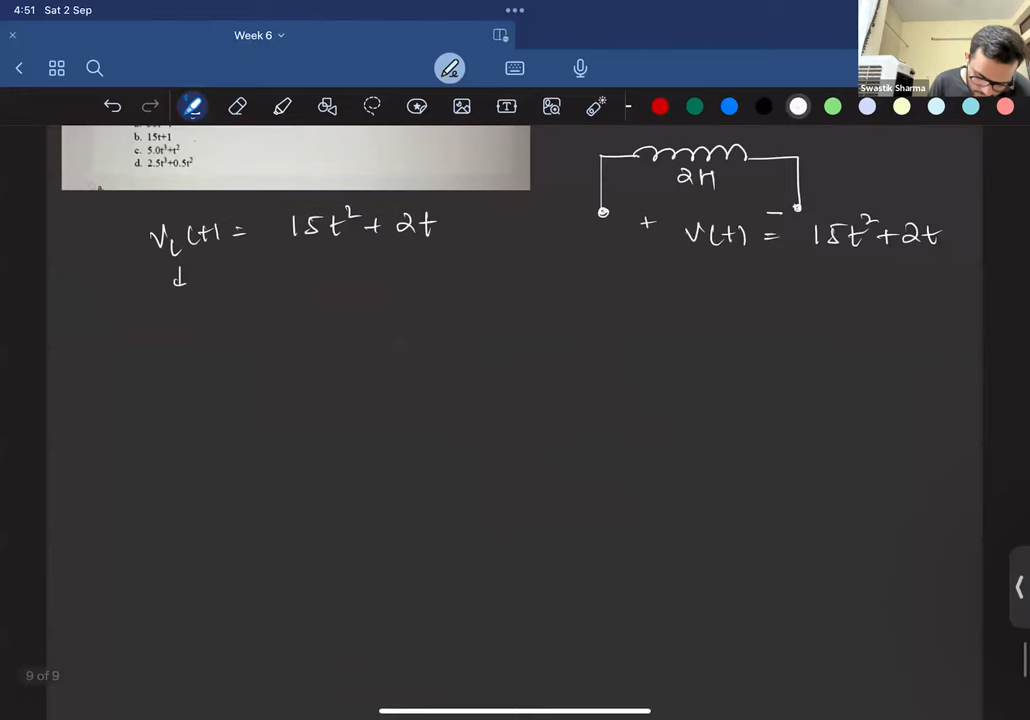 4:51 Sat 2 Sep
Week 6
Swastik Sharma
b. 15t+1
c. 5.0t³+t²
d. 2.5t³+0.5t²
2H
+ v(t) = 15t² + 2t −
v_L(t) = 15t² + 2t
9 of 9